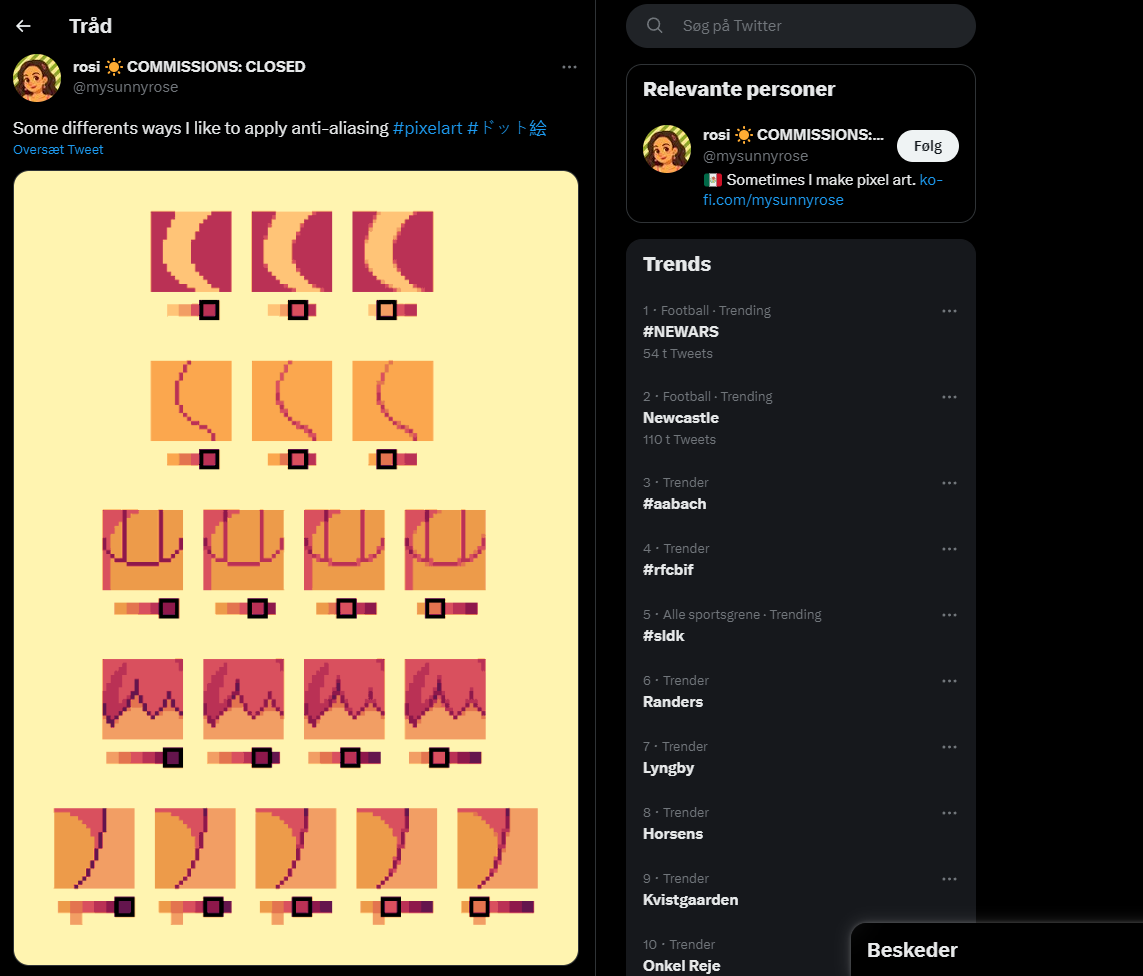 Tråd
rosi ☀️ COMMISSIONS: CLOSED
@mysunnyrose
Some differents ways I like to apply anti-aliasing #pixelart #ドット絵
Oversæt Tweet
Søg på Twitter
Relevante personer
rosi ☀️ COMMISSIONS:...
@mysunnyrose
Følg
🇲🇽 Sometimes I make pixel art. ko-
fi.com/mysunnyrose
Trends
1 · Football · Trending
#NEWARS
54 t Tweets
2 · Football · Trending
Newcastle
110 t Tweets
3 · Trender
#aabach
4 · Trender
#rfcbif
5 · Alle sportsgrene · Trending
#sldk
6 · Trender
Randers
7 · Trender
Lyngby
8 · Trender
Horsens
9 · Trender
Kvistgaarden
10 · Trender
Onkel Reje
Beskeder